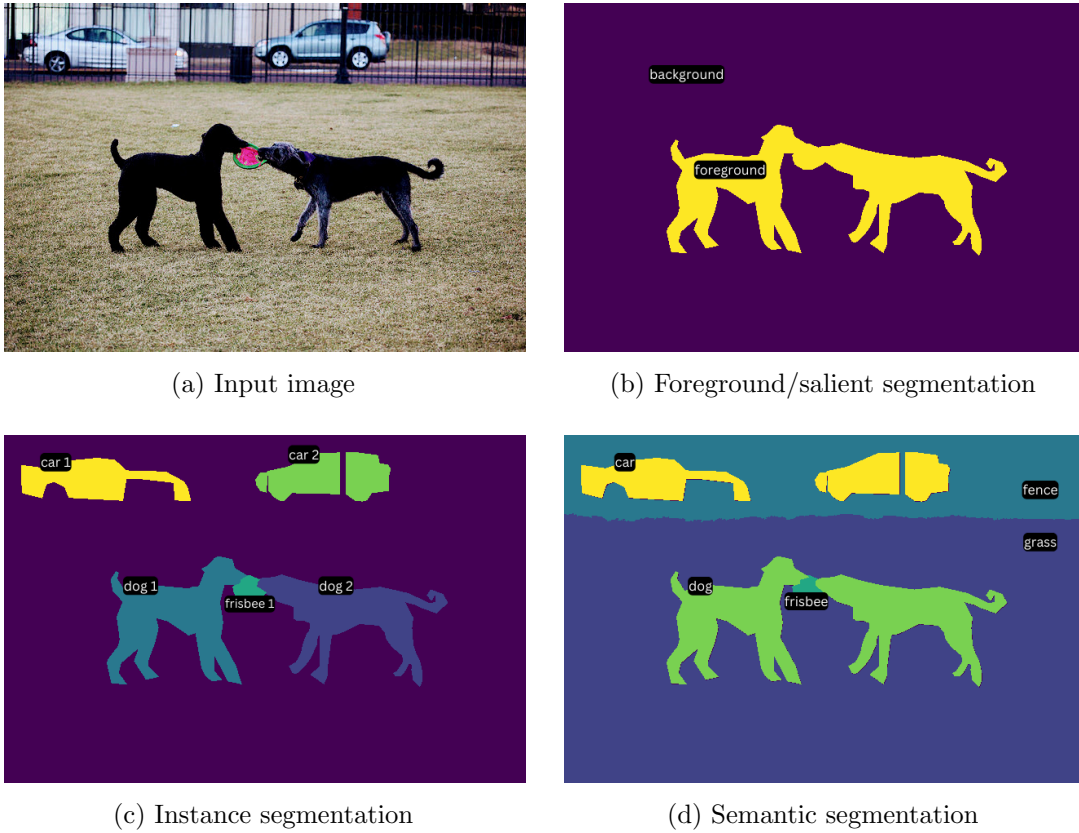 background
foreground
(a) Input image
(b) Foreground/salient segmentation
car 1
car 2
dog 1
frisbee 1
dog 2
car
fence
grass
dog
frisbee
(c) Instance segmentation
(d) Semantic segmentation